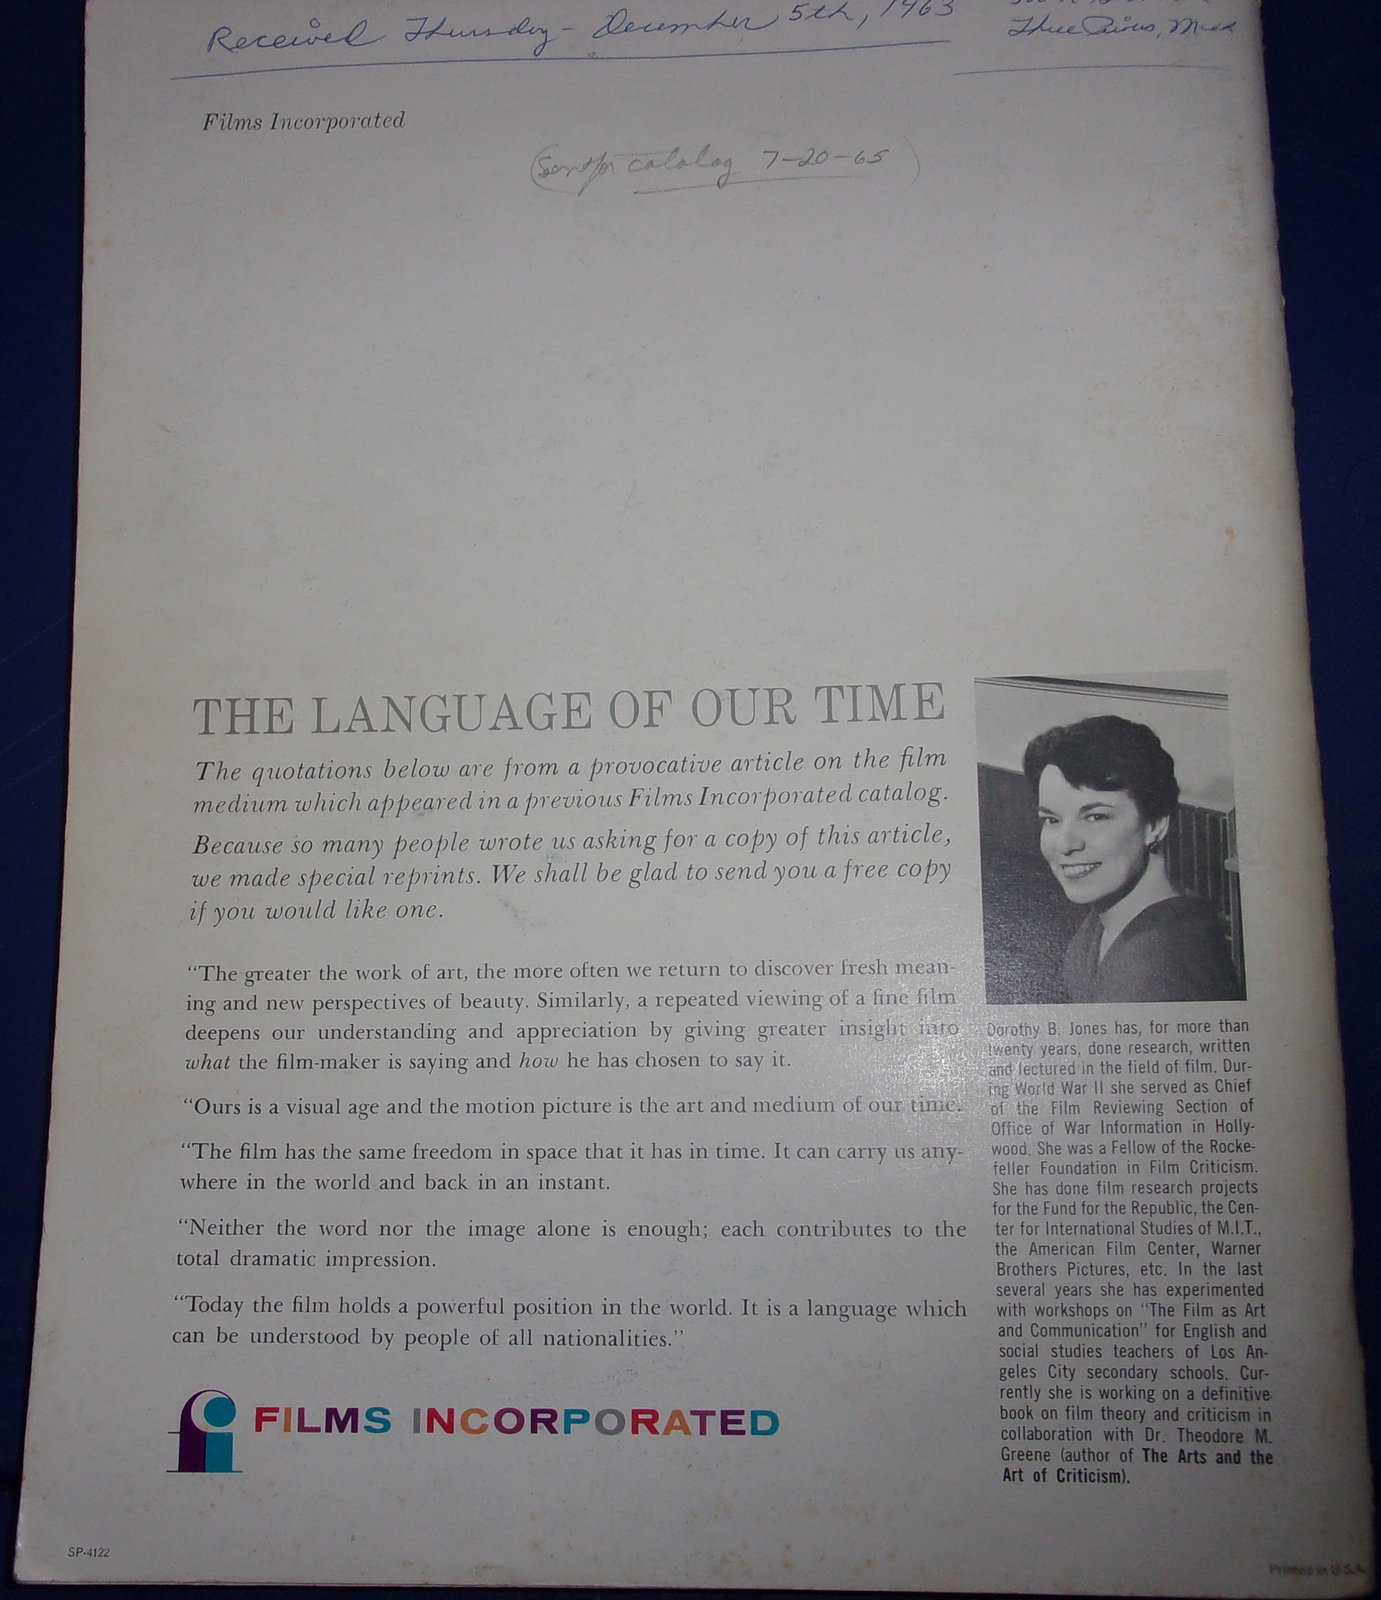 Received Thursday - December 5th, 1963
Three Rivers, Mich
Films Incorporated
(Sent for catalog 7-20-65)
THE LANGUAGE OF OUR TIME
The quotations below are from a provocative article on the film
medium which appeared in a previous Films Incorporated catalog.
Because so many people wrote us asking for a copy of this article,
we made special reprints. We shall be glad to send you a free copy
if you would like one.
“The greater the work of art, the more often we return to discover fresh mean-
ing and new perspectives of beauty. Similarly, a repeated viewing of a fine film
deepens our understanding and appreciation by giving greater insight into
what the film-maker is saying and how he has chosen to say it.
“Ours is a visual age and the motion picture is the art and medium of our time.
“The film has the same freedom in space that it has in time. It can carry us any-
where in the world and back in an instant.
“Neither the word nor the image alone is enough; each contributes to the
total dramatic impression.
“Today the film holds a powerful position in the world. It is a language which
can be understood by people of all nationalities.”
Dorothy B. Jones has, for more than
twenty years, done research, written
and lectured in the field of film. Dur-
ing World War II she served as Chief
of the Film Reviewing Section of
Office of War Information in Holly-
wood. She was a Fellow of the Rocke-
feller Foundation in Film Criticism.
She has done film research projects
for the Fund for the Republic, the Cen-
ter for International Studies of M.I.T.,
the American Film Center, Warner
Brothers Pictures, etc. In the last
several years she has experimented
with workshops on “The Film as Art
and Communication” for English and
social studies teachers of Los An-
geles City secondary schools. Cur-
rently she is working on a definitive
book on film theory and criticism in
collaboration with Dr. Theodore M.
Greene (author of The Arts and the
Art of Criticism).
fi FILMS INCORPORATED
SP-4122
Printed in U.S.A.